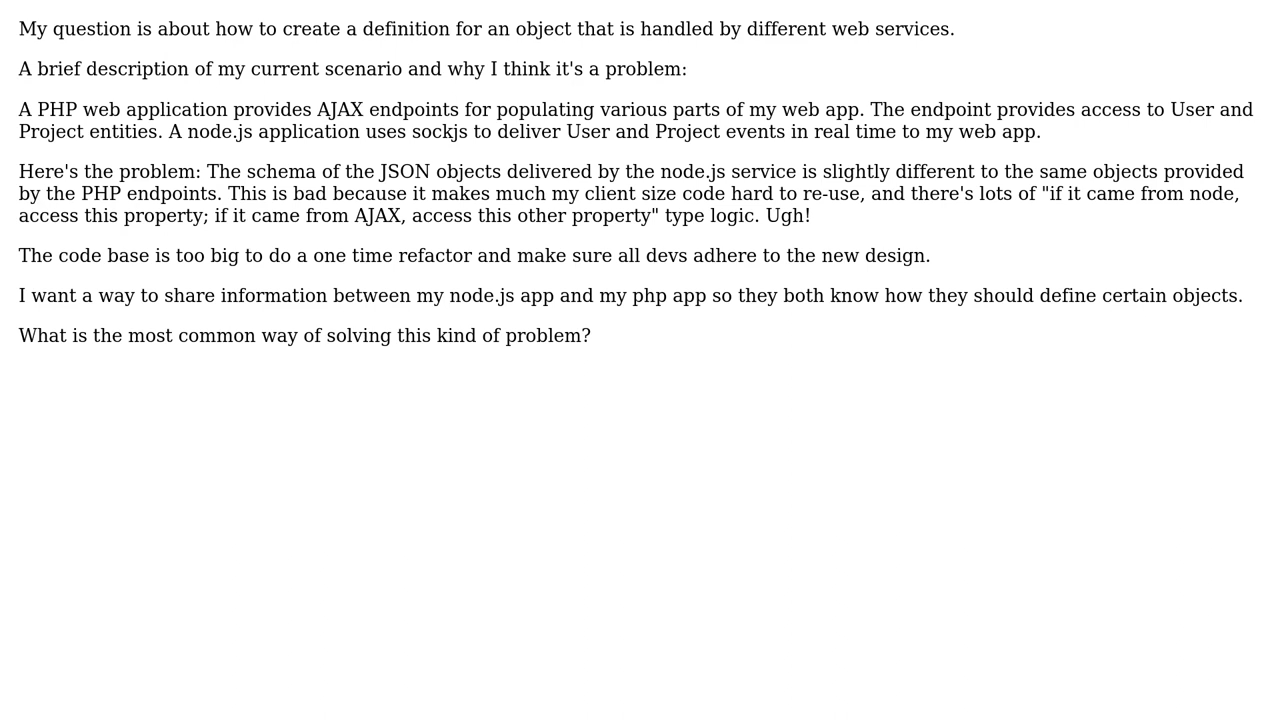 My question is about how to create a definition for an object that is handled by different web services.
A brief description of my current scenario and why I think it's a problem:
A PHP web application provides AJAX endpoints for populating various parts of my web app. The endpoint provides access to User and
Project entities. A node.js application uses sockjs to deliver User and Project events in real time to my web app.
Here's the problem: The schema of the JSON objects delivered by the node.js service is slightly different to the same objects provided
by the PHP endpoints. This is bad because it makes much my client size code hard to re-use, and there's lots of "if it came from node,
access this property; if it came from AJAX, access this other property" type logic. Ugh!
The code base is too big to do a one time refactor and make sure all devs adhere to the new design.
I want a way to share information between my node.js app and my php app so they both know how they should define certain objects.
What is the most common way of solving this kind of problem?